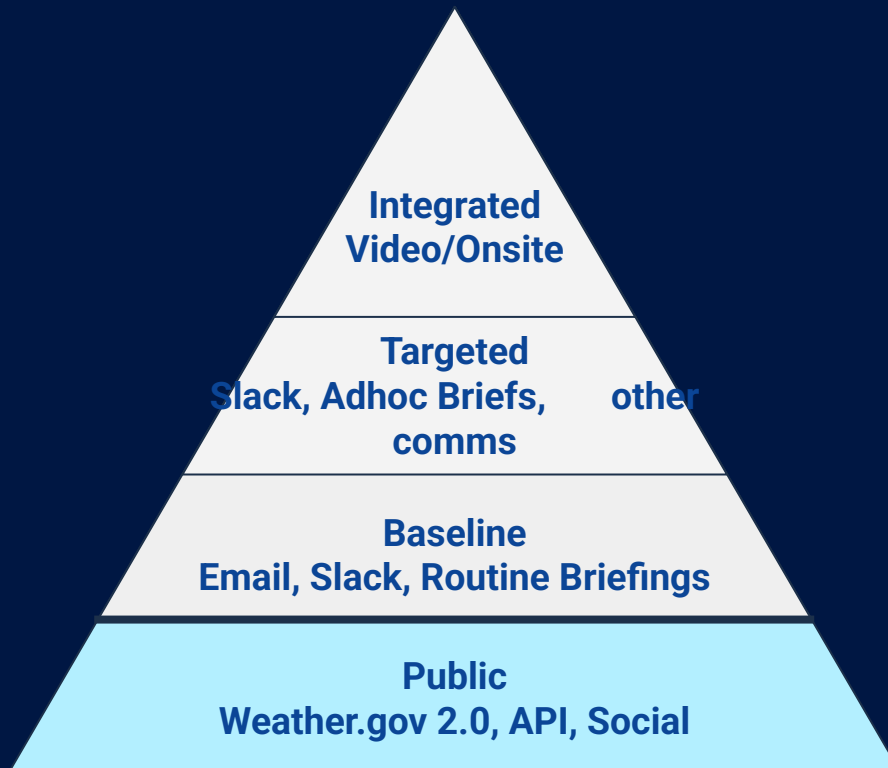 Integrated
Video/Onsite
Targeted
Slack, Adhoc Briefs, other
comms
Baseline
Email, Slack, Routine Briefings
Public
Weather.gov 2.0, API, Social